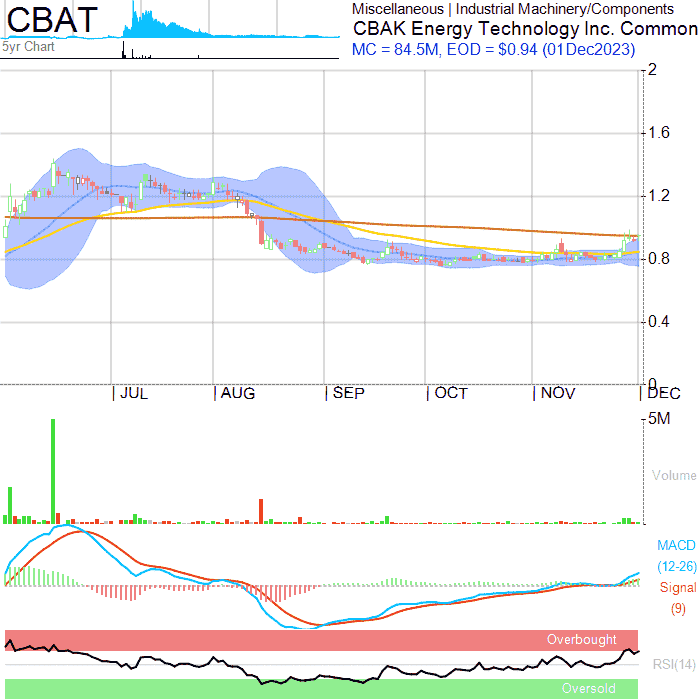 CBAT
5yr Chart
Miscellaneous | Industrial Machinery/Components
CBAK Energy Technology Inc. Common
MC = 84.5M, EOD = $0.94 (01Dec2023)
2
1.6
1.2
0.8
0.4
0
| JUL | AUG | SEP | OCT | NOV | DEC
5M
Volume
MACD
(12-26)
Signal
(9)
Overbought
RSI(14)
Oversold